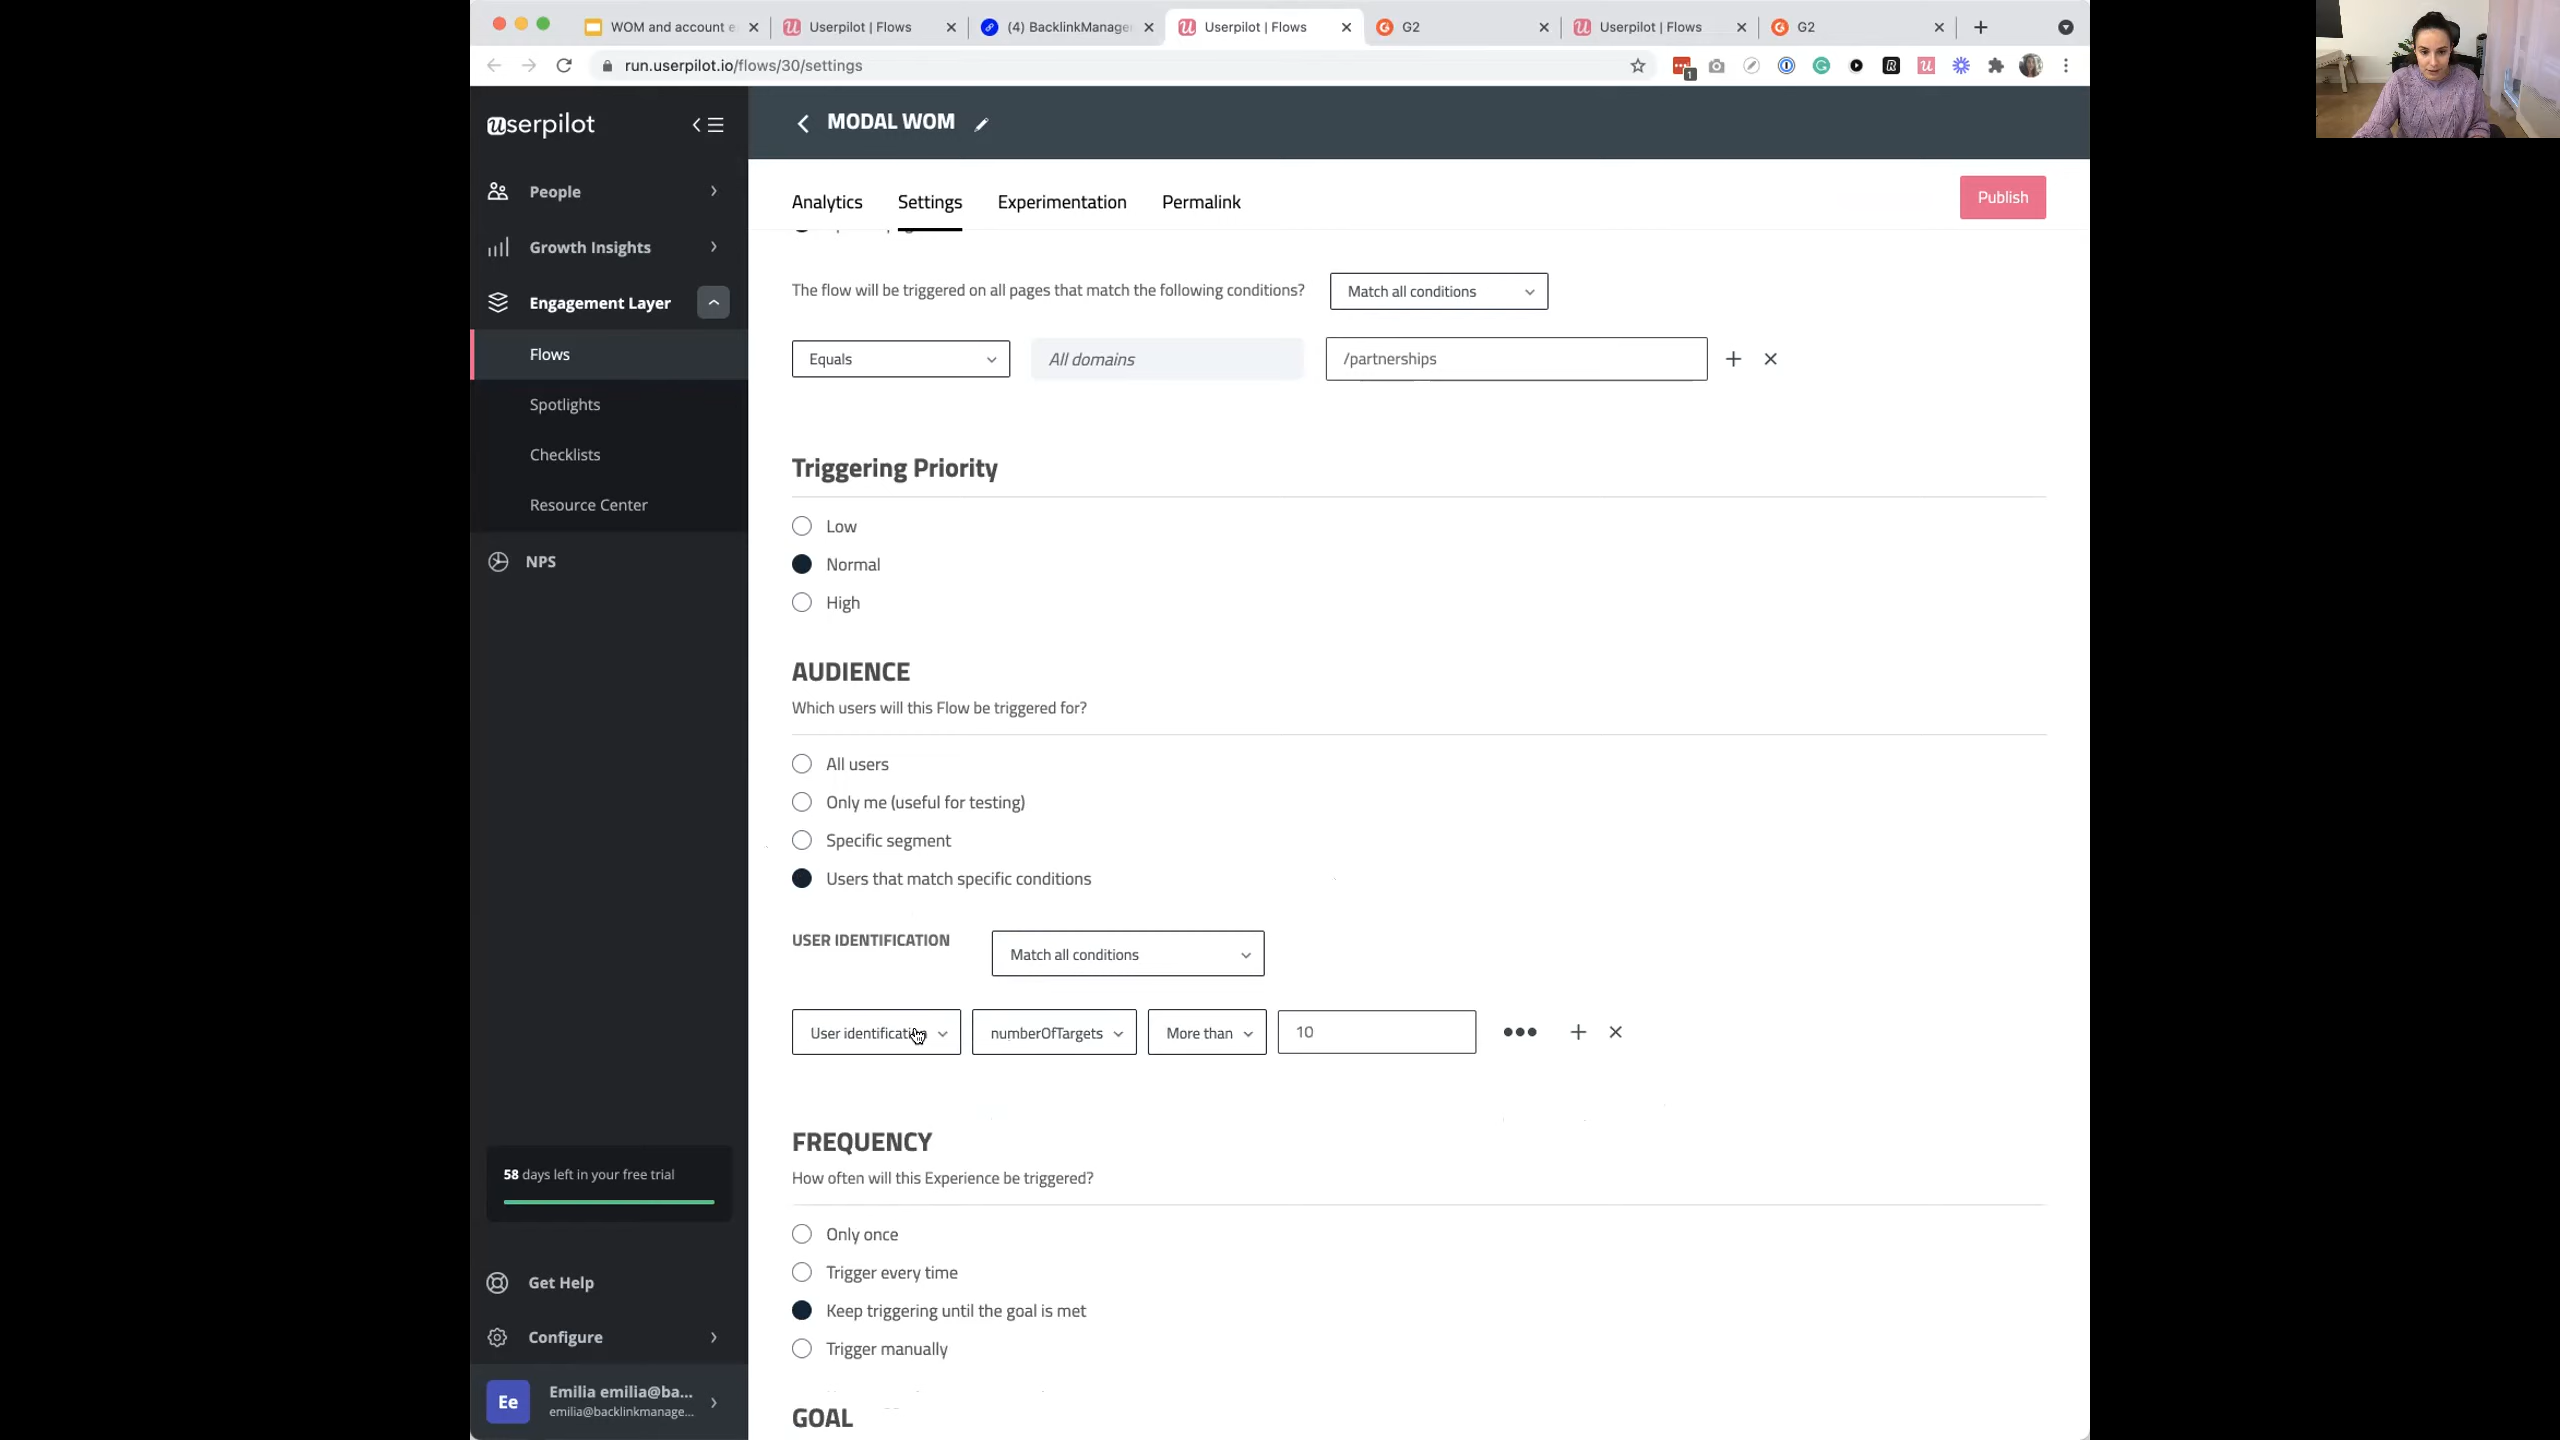 WOM and account e
Userpilot | Flows
(4) BacklinkManage
Userpilot | Flows
G2
Userpilot | Flows
G2
run.userpilot.io/flows/30/settings
1
userpilot
MODAL WOM
People
Analytics
Settings
Experimentation
Permalink
Publish
Growth Insights
Engagement Layer
The flow will be triggered on all pages that match the following conditions?
Match all conditions
Flows
Equals
All domains
/partnerships
Spotlights
Checklists
Triggering Priority
Resource Center
Low
NPS
Normal
High
AUDIENCE
Which users will this Flow be triggered for?
All users
Only me (useful for testing)
Specific segment
Users that match specific conditions
USER IDENTIFICATION
Match all conditions
User identification
numberOfTargets
More than
10
FREQUENCY
How often will this Experience be triggered?
58 days left in your free trial
Only once
Trigger every time
Get Help
Keep triggering until the goal is met
Configure
Trigger manually
Ee
Emilia emilia@ba...
emilia@backlinkmanage...
GOAL